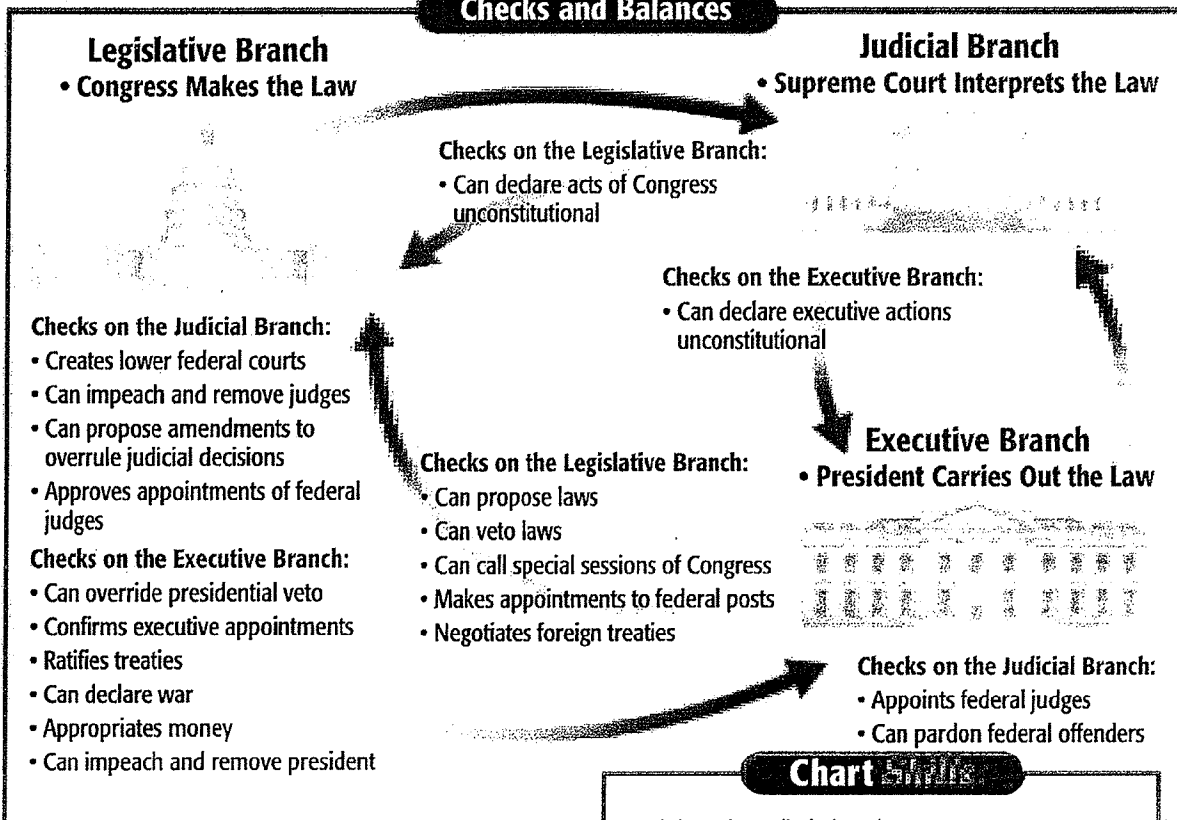 Checks and Balances
Legislative Branch
• Congress Makes the Law
Judicial Branch
• Supreme Court Interprets the Law
Checks on the Legislative Branch:
• Can declare acts of Congress
unconstitutional
Checks on the Executive Branch:
• Can declare executive actions
unconstitutional
Checks on the Judicial Branch:
• Creates lower federal courts
• Can impeach and remove judges
• Can propose amendments to
overrule judicial decisions
• Approves appointments of federal
judges
Checks on the Executive Branch:
• Can override presidential veto
• Confirms executive appointments
• Ratifies treaties
• Can declare war
• Appropriates money
• Can impeach and remove president
Checks on the Legislative Branch:
• Can propose laws
• Can veto laws
• Can call special sessions of Congress
• Makes appointments to federal posts
• Negotiates foreign treaties
Executive Branch
• President Carries Out the Law
Checks on the Judicial Branch:
• Appoints federal judges
• Can pardon federal offenders
Chart Skills